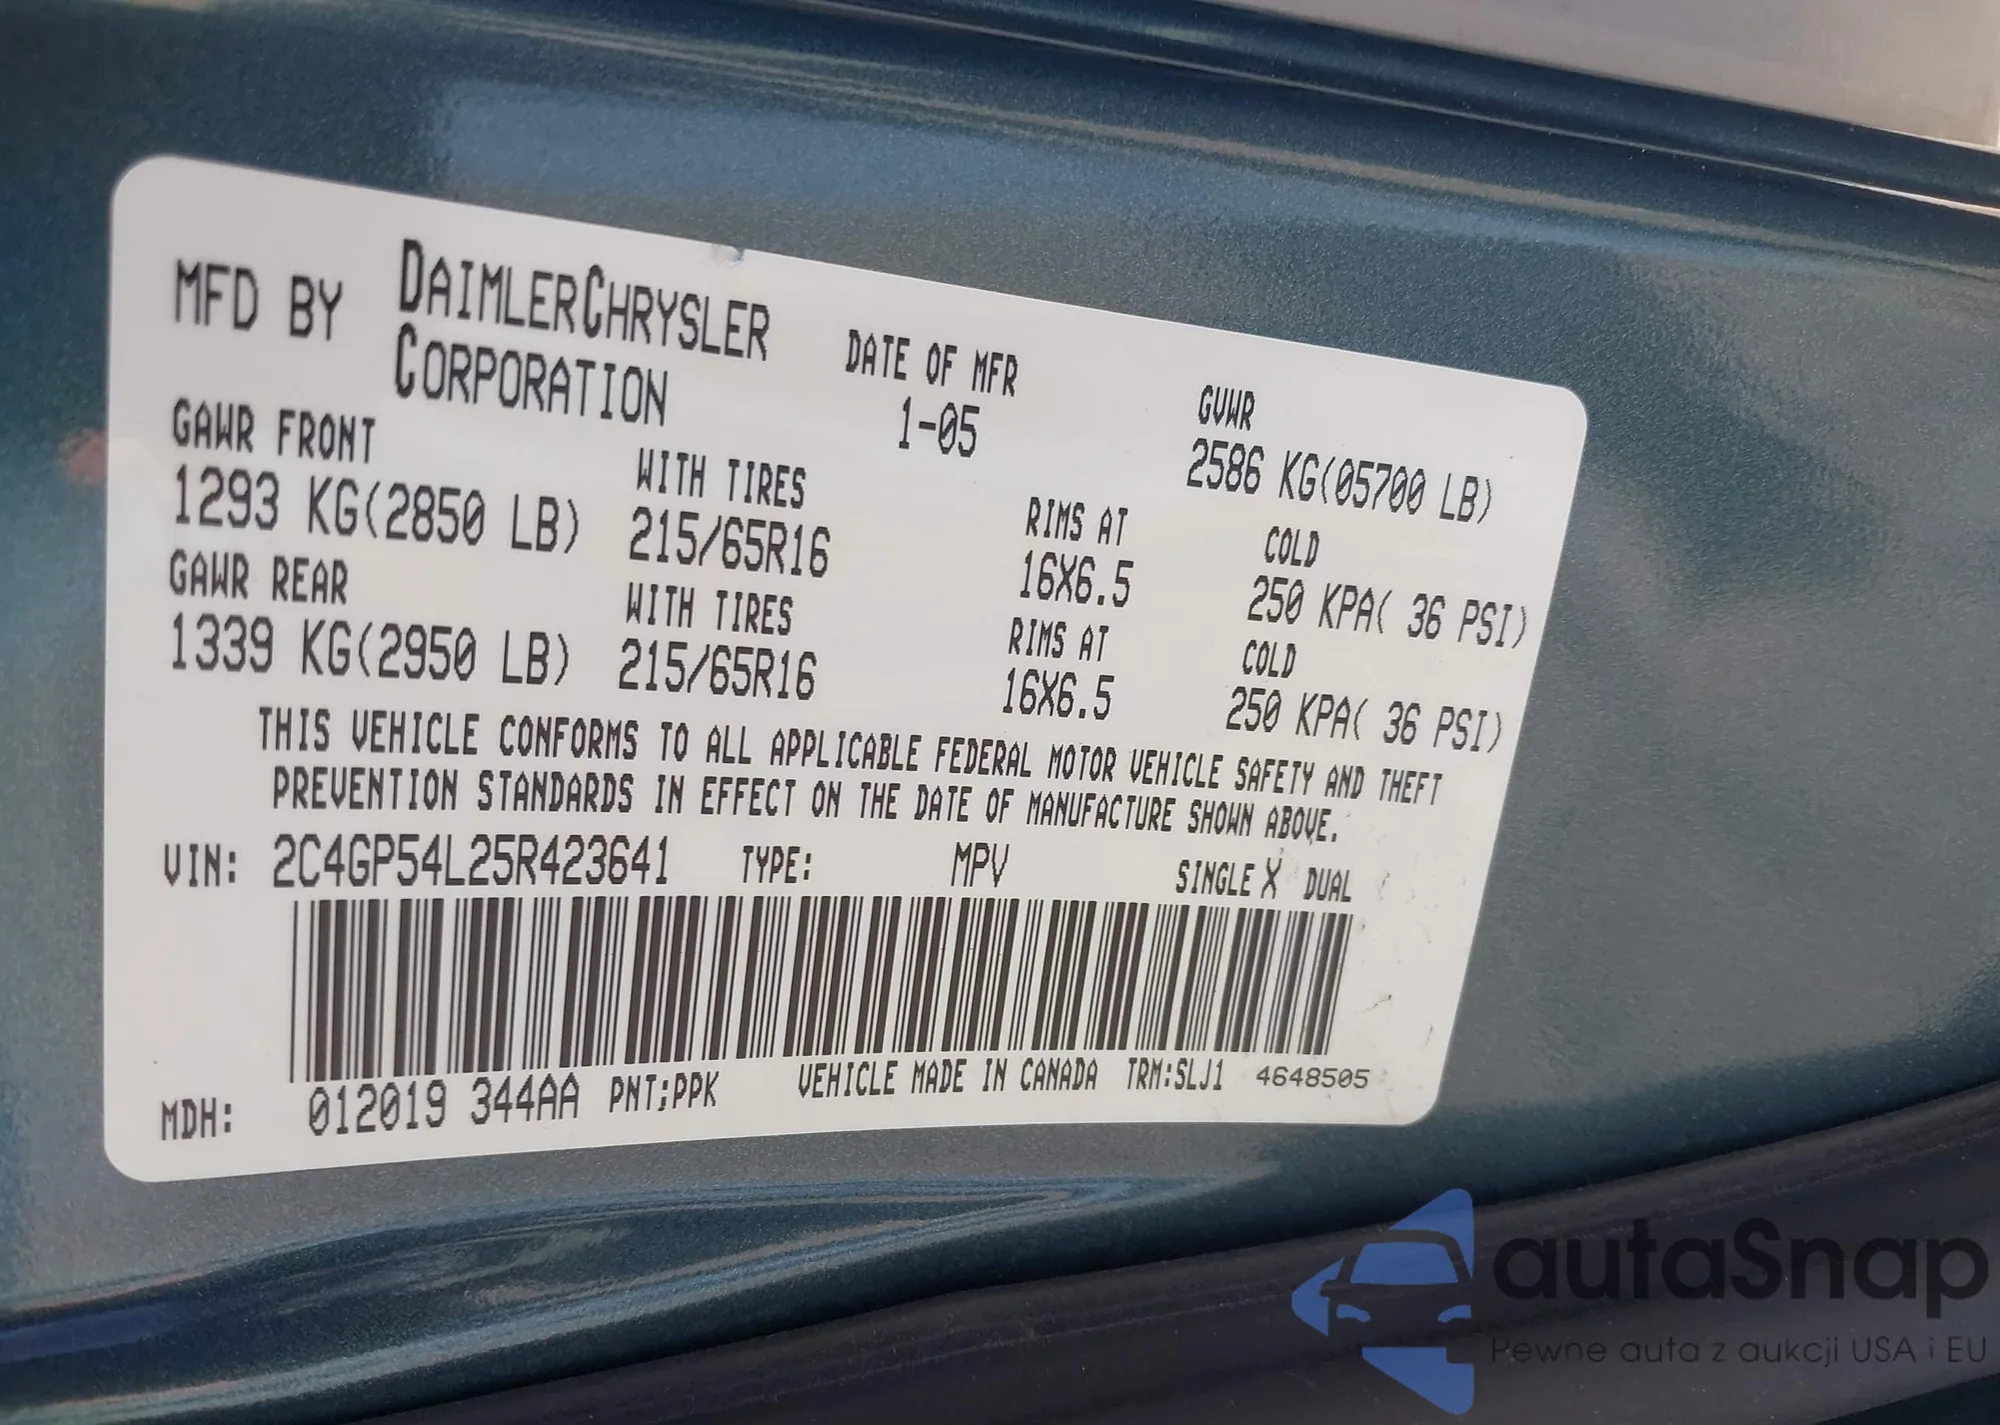 MFD BY DAIMLERCHRYSLER CORPORATION
DATE OF MFR
1-05
GVWR
2586 KG(05700 LB)
GAWR FRONT WITH TIRES RIMS AT COLD
1293 KG(2850 LB) 215/65R16 16X6.5 250 KPA( 36 PSI)
GAWR REAR WITH TIRES RIMS AT COLD
1339 KG(2950 LB) 215/65R16 16X6.5 250 KPA( 36 PSI)
THIS VEHICLE CONFORMS TO ALL APPLICABLE FEDERAL MOTOR VEHICLE SAFETY AND THEFT
PREVENTION STANDARDS IN EFFECT ON THE DATE OF MANUFACTURE SHOWN ABOVE.
VIN: 2C4GP54L25R423641 TYPE: MPV SINGLE X DUAL
MDH: 012019 344AA PNT;PPK VEHICLE MADE IN CANADA TRM:SLJ1 4648505
autaSnap
Pewne auta z aukcji USA i EU